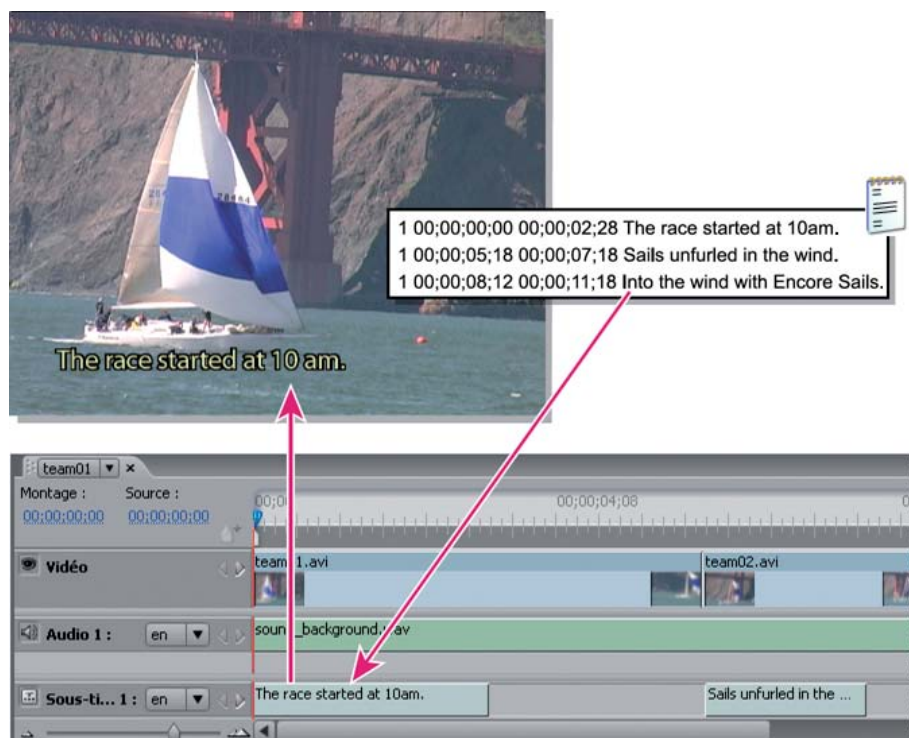 The race started at 10 am.
1 00;00;00;00 00;00;02;28 The race started at 10am.
1 00;00;05;18 00;00;07;18 Sails unfurled in the wind.
1 00;00;08;12 00;00;11;18 Into the wind with Encore Sails.
team01
Montage : Source :
00;00;00;00 00;00;00;00
00;00;04;08
Vidéo
team02.avi
Audio 1 : en
Sous-ti... 1 : en
The race started at 10am.
Sails unfurled in the ...